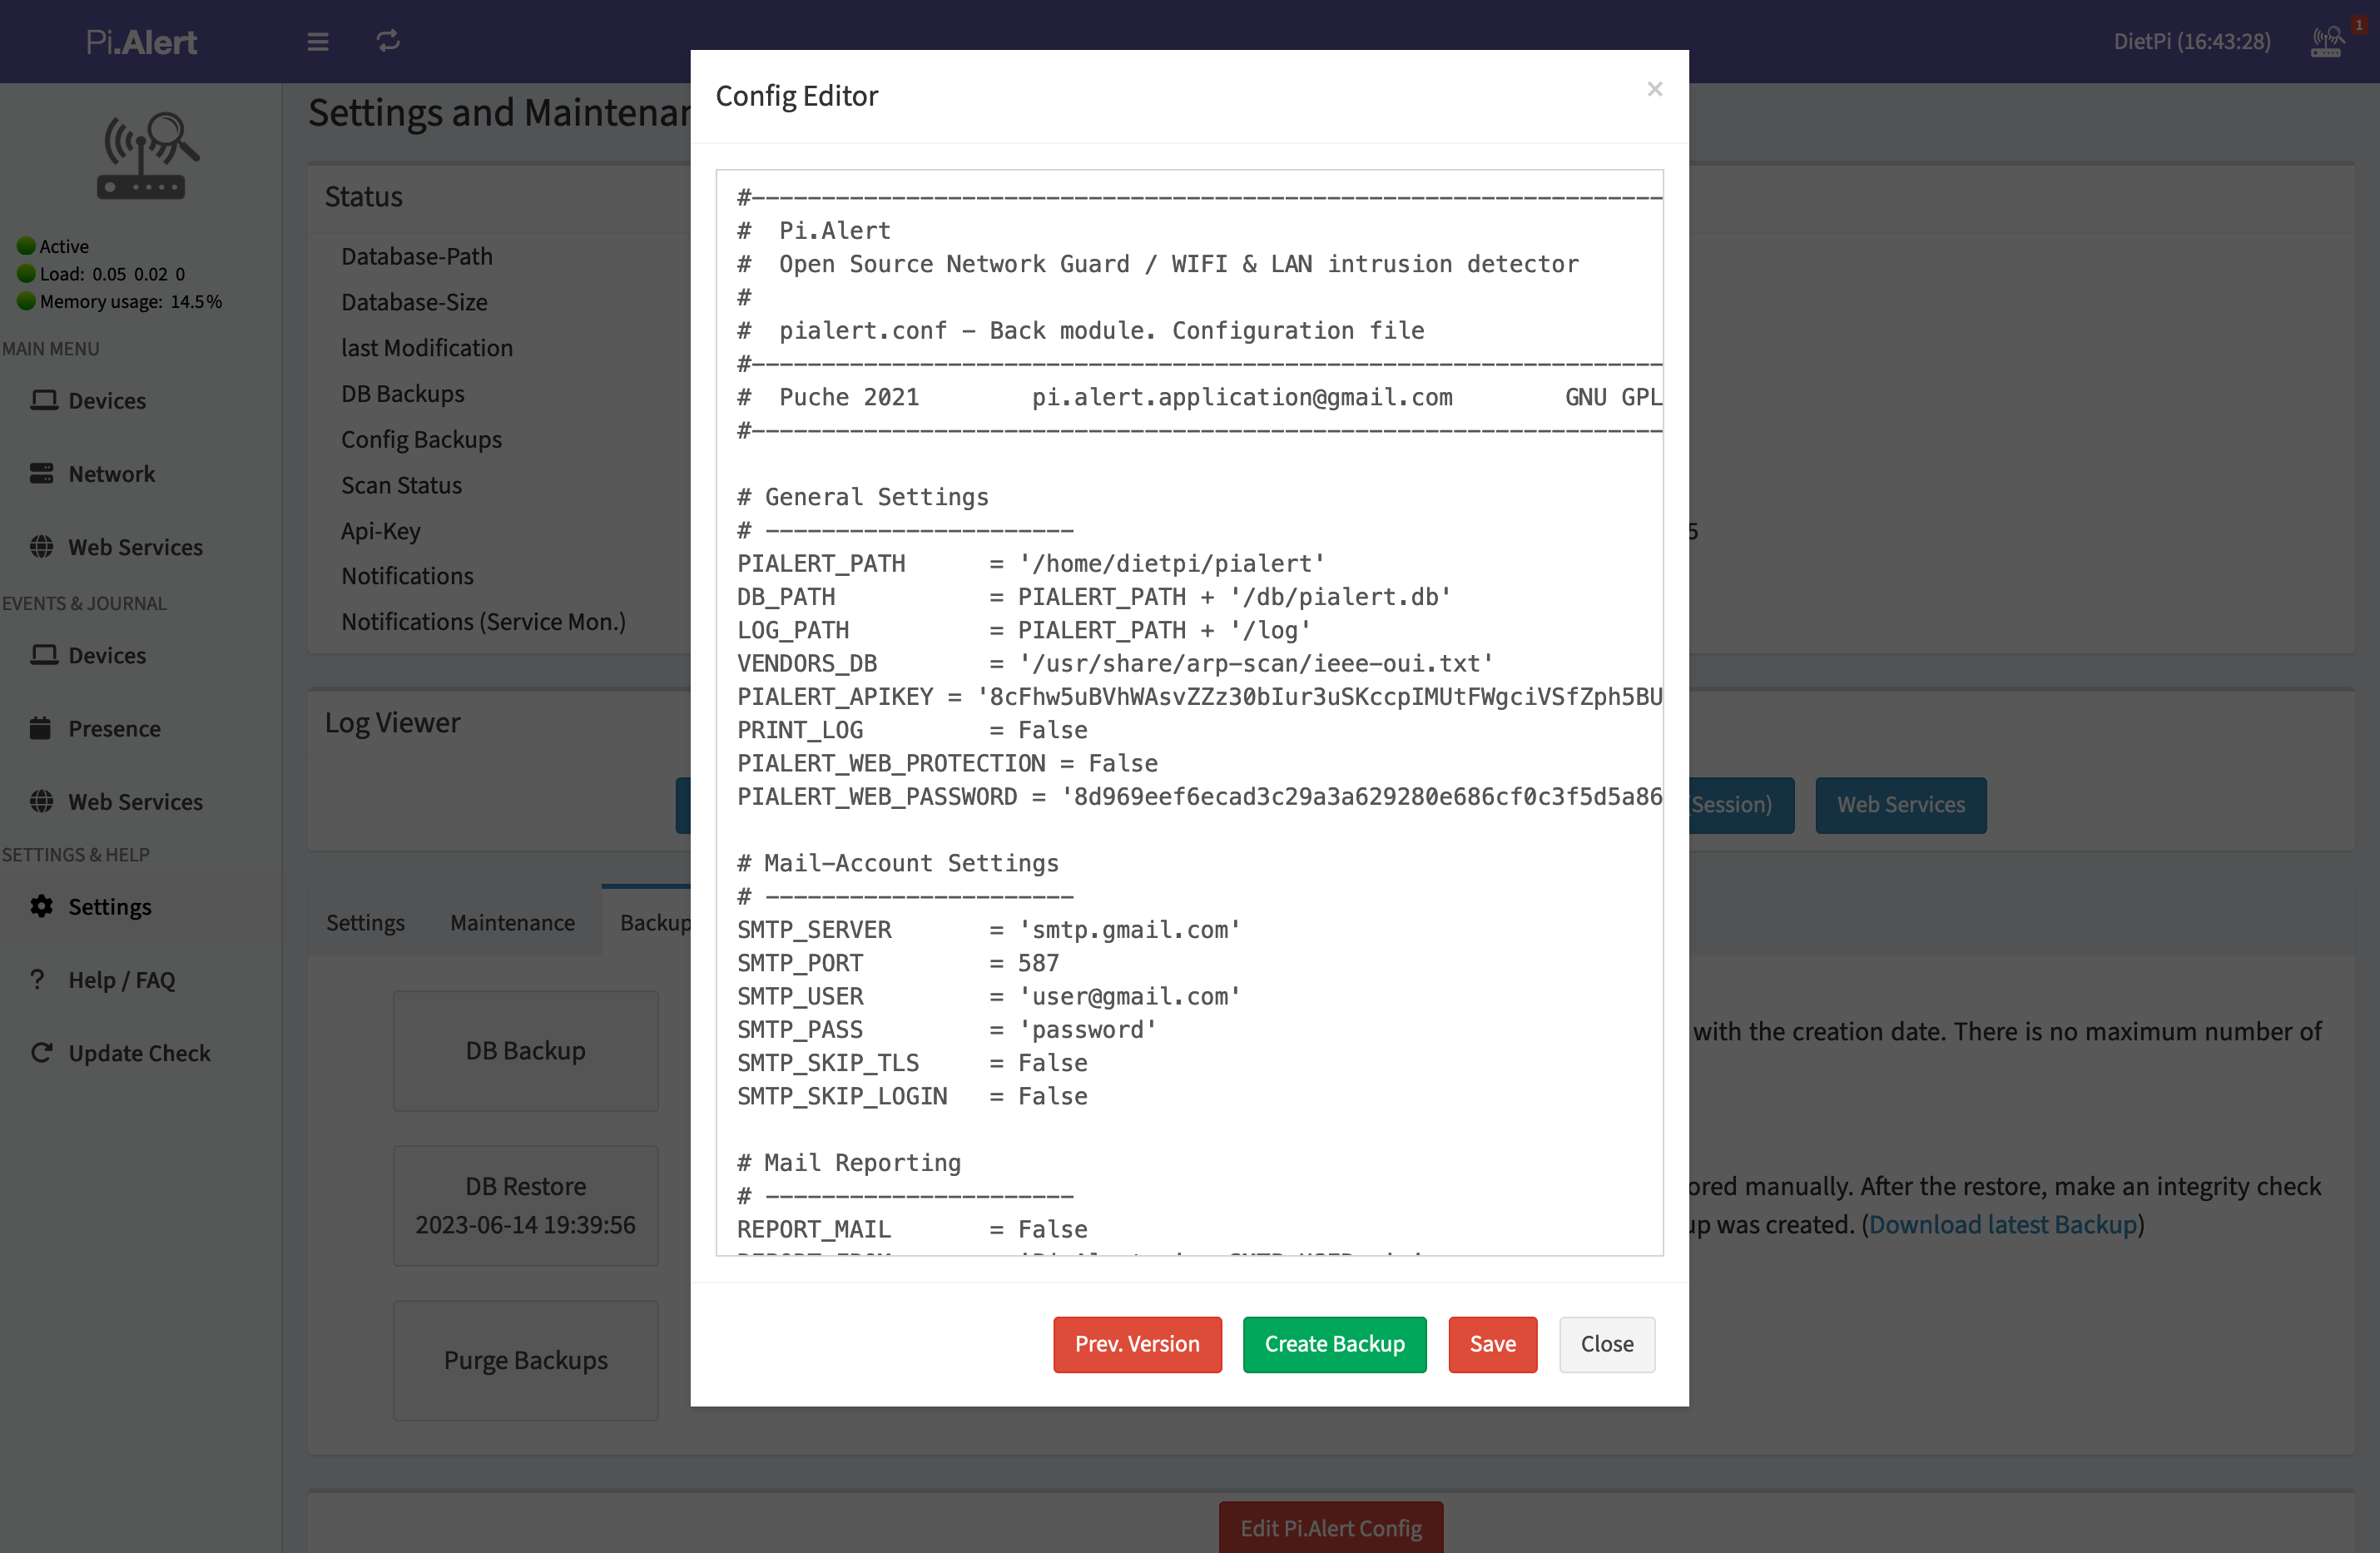 Pi.Alert
DietPi (16:43:28)
1
Active
Load: 0.05 0.02 0
Memory usage: 14.5%
MAIN MENU
Devices
Network
Web Services
EVENTS & JOURNAL
Devices
Presence
Web Services
SETTINGS & HELP
Settings
Help / FAQ
Update Check
Settings and Maintenan
Status
Database-Path
Database-Size
last Modification
DB Backups
Config Backups
Scan Status
Api-Key
5
Notifications
Notifications (Service Mon.)
Log Viewer
(Session)
Web Services
Settings
Maintenance
Backup
DB Backup
with the creation date. There is no maximum number of
DB Restore
2023-06-14 19:39:56
ored manually. After the restore, make an integrity check
up was created. (Download latest Backup)
Purge Backups
Edit Pi.Alert Config
Config Editor
×
#-----------------------------------------------------------------
#  Pi.Alert
#  Open Source Network Guard / WIFI & LAN intrusion detector
#
#  pialert.conf - Back module. Configuration file
#-----------------------------------------------------------------
#  Puche 2021        pi.alert.application@gmail.com        GNU GPL
#-----------------------------------------------------------------
# General Settings
# ----------------------
PIALERT_PATH      = '/home/dietpi/pialert'
DB_PATH           = PIALERT_PATH + '/db/pialert.db'
LOG_PATH          = PIALERT_PATH + '/log'
VENDORS_DB        = '/usr/share/arp-scan/ieee-oui.txt'
PIALERT_APIKEY = '8cFhw5uBVhWAsvZZz30bIur3uSKccpIMUtFWgciVSfZph5BU
PRINT_LOG         = False
PIALERT_WEB_PROTECTION = False
PIALERT_WEB_PASSWORD = '8d969eef6ecad3c29a3a629280e686cf0c3f5d5a86
# Mail-Account Settings
# ----------------------
SMTP_SERVER       = 'smtp.gmail.com'
SMTP_PORT         = 587
SMTP_USER         = 'user@gmail.com'
SMTP_PASS         = 'password'
SMTP_SKIP_TLS     = False
SMTP_SKIP_LOGIN   = False
# Mail Reporting
# ----------------------
REPORT_MAIL       = False
Prev. Version
Create Backup
Save
Close